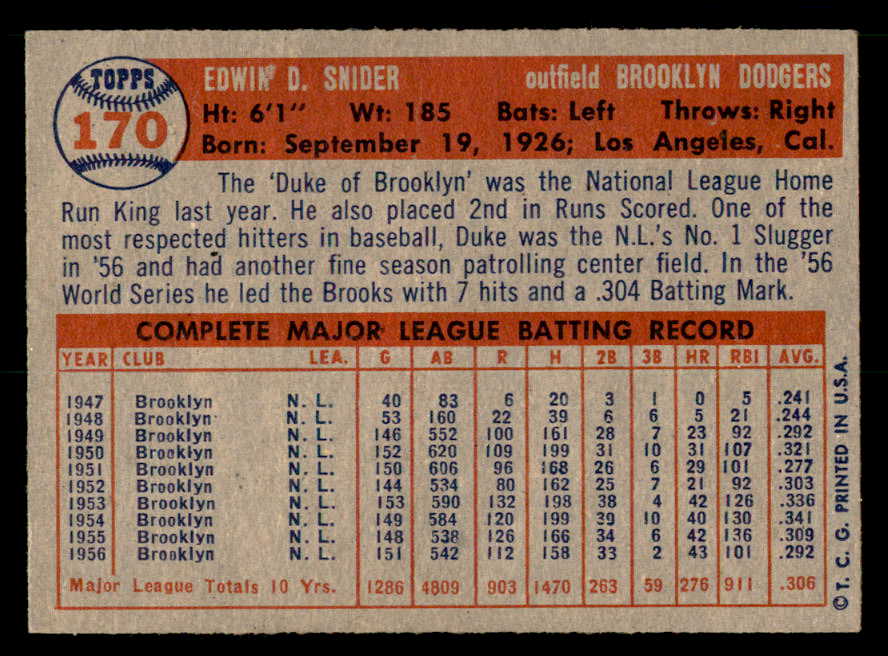 TOPPS
170
EDWIN D. SNIDER outfield BROOKLYN DODGERS
Ht: 6'1" Wt: 185 Bats: Left Throws: Right
Born: September 19, 1926; Los Angeles, Cal.
The 'Duke of Brooklyn' was the National League Home
Run King last year. He also placed 2nd in Runs Scored. One of the
most respected hitters in baseball, Duke was the N.L.'s No. 1 Slugger
in '56 and had another fine season patrolling center field. In the '56
World Series he led the Brooks with 7 hits and a .304 Batting Mark.
COMPLETE MAJOR LEAGUE BATTING RECORD
YEAR CLUB LEA. G AB R H 2B 3B HR RBI AVG.
1947 Brooklyn N. L. 40 83 6 20 3 1 0 5 .241
1948 Brooklyn N. L. 53 160 22 39 6 6 5 21 .244
1949 Brooklyn N. L. 146 552 100 161 28 7 23 92 .292
1950 Brooklyn N. L. 152 620 109 199 31 10 31 107 .321
1951 Brooklyn N. L. 150 606 96 168 26 6 29 101 .277
1952 Brooklyn N. L. 144 534 80 162 25 7 21 92 .303
1953 Brooklyn N. L. 153 590 132 198 38 4 42 126 .336
1954 Brooklyn N. L. 149 584 120 199 39 10 40 130 .341
1955 Brooklyn N. L. 148 538 126 166 34 6 42 136 .309
1956 Brooklyn N. L. 151 542 112 158 33 2 43 101 .292
Major League Totals 10 Yrs. 1286 4809 903 1470 263 59 276 911 .306
© T. C. G. PRINTED IN U.S.A.